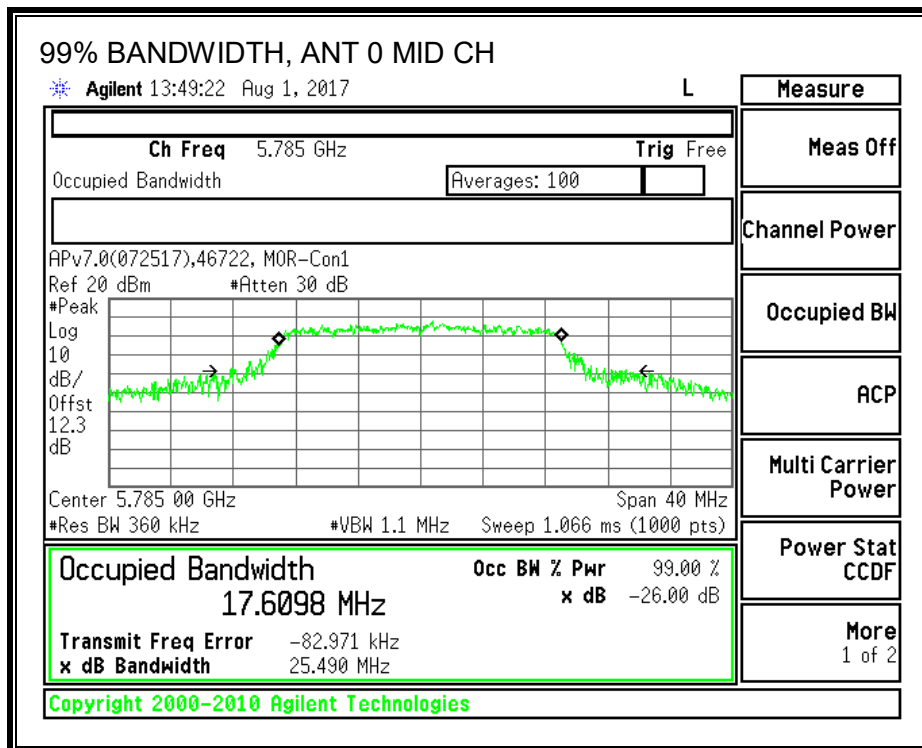 99% BANDWIDTH, ANT 0 MID CH
Agilent 13:49:22 Aug 1, 2017 L
Measure
Ch Freq 5.785 GHz Trig Free
Meas Off
Occupied Bandwidth Averages: 100
Channel Power
APv7.0(072517),46722, MOR-Con1
Ref 20 dBm #Atten 30 dB
#Peak
Log
10
dB/
Offst
12.3
dB
Occupied BW
ACP
Multi Carrier
Power
Center 5.785 00 GHz Span 40 MHz
#Res BW 360 kHz #VBW 1.1 MHz Sweep 1.066 ms (1000 pts)
Power Stat
CCDF
Occupied Bandwidth Occ BW % Pwr 99.00 %
17.6098 MHz x dB -26.00 dB
Transmit Freq Error -82.971 kHz
x dB Bandwidth 25.490 MHz
More
1 of 2
Copyright 2000-2010 Agilent Technologies